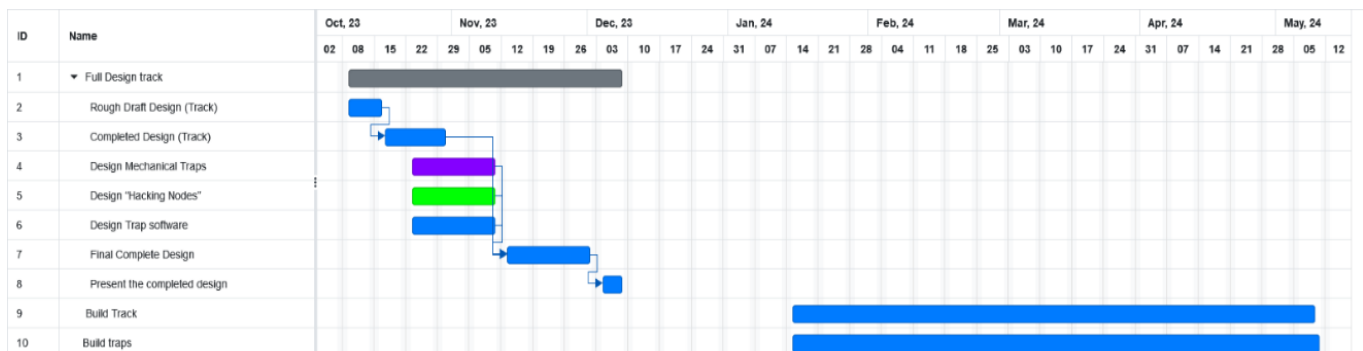 ID Name Oct, 23 Nov, 23 Dec, 23 Jan, 24 Feb, 24 Mar, 24 Apr, 24 May, 24
02 08 15 22 29 05 12 19 26 03 10 17 24 31 07 14 21 28 04 11 18 25 03 10 17 24 31 07 14 21 28 05 12
1 Full Design track
2 Rough Draft Design (Track)
3 Completed Design (Track)
4 Design Mechanical Traps
5 Design "Hacking Nodes"
6 Design Trap software
7 Final Complete Design
8 Present the completed design
9 Build Track
10 Build traps